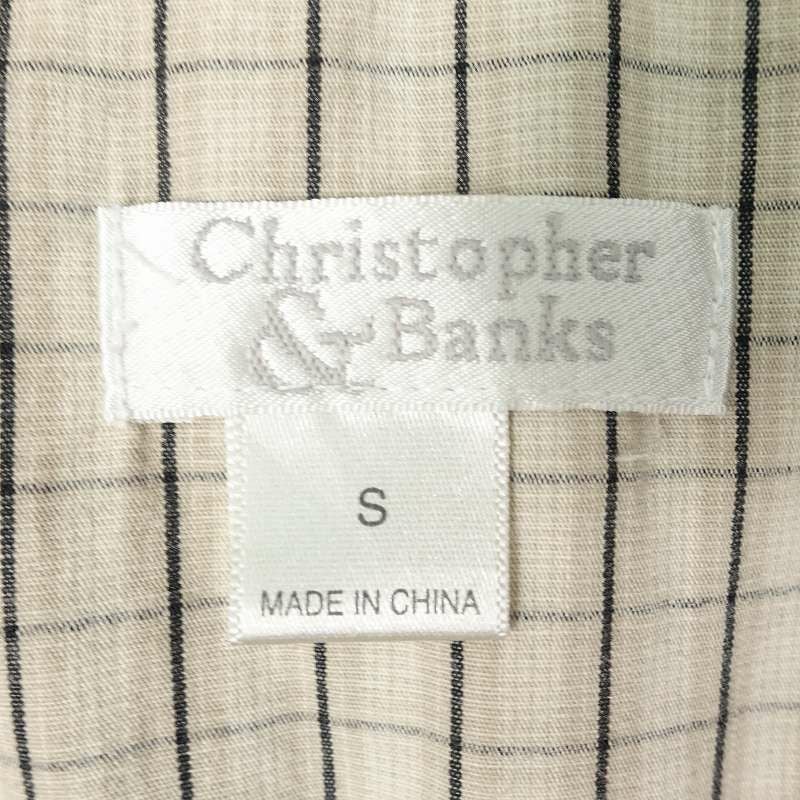 Christopher
& Banks
S
MADE IN CHINA